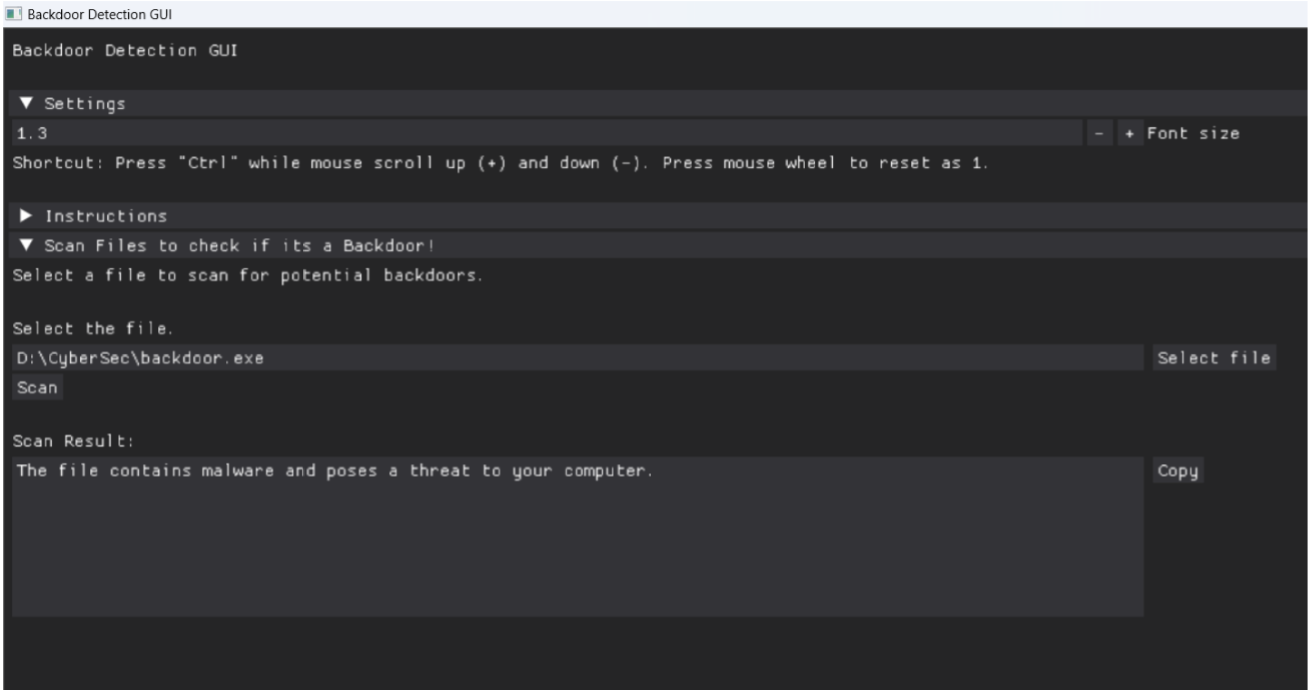 Backdoor Detection GUI
Backdoor Detection GUI
▼ Settings
1.3 - + Font size
Shortcut: Press "Ctrl" while mouse scroll up (+) and down (-). Press mouse wheel to reset as 1.
▶ Instructions
▼ Scan Files to check if its a Backdoor!
Select a file to scan for potential backdoors.
Select the file.
D:\CyberSec\backdoor.exe Select file
Scan
Scan Result:
The file contains malware and poses a threat to your computer. Copy